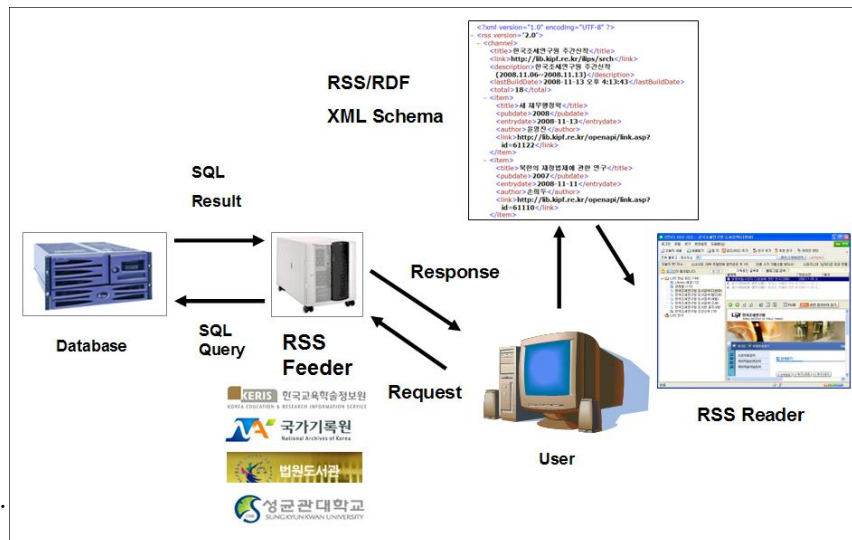 RSS/RDF
XML Schema
<?xml version="1.0" encoding="UTF-8" ?>
- <rss version="2.0">
- <channel>
<title>한국조세연구원 주간신착</title>
<link>http://lib.kipf.re.kr/ilips/srch</link>
<description>한국조세연구원 주간신착
(2008.11.06~2008.11.13)</description>
<lastBuildDate>2008-11-13 오후 4:13:43</lastBuildDate>
<total>18</total>
- <item>
<title>새 재무행정학</title>
<pubdate>2008</pubdate>
<entrydate>2008-11-13</entrydate>
<author>윤영진</author>
<link>http://lib.kipf.re.kr/openapi/link.asp?
id=61122</link>
</item>
- <item>
<title>북한의 재정법제에 관한 연구</title>
<pubdate>2007</pubdate>
<entrydate>2008-11-11</entrydate>
<author>손희두</author>
<link>http://lib.kipf.re.kr/openapi/link.asp?
id=61110</link>
</item>
SQL
Result
Database
SQL
Query
RSS
Feeder
Response
Request
User
RSS Reader
한국조세연구원
KERIS 한국교육학술정보원
KOREA EDUCATION & RESEARCH INFORMATION SERVICE
국가기록원
National Archives of Korea
법원도서관
성균관대학교
SUNGKYUNKWAN UNIVERSITY